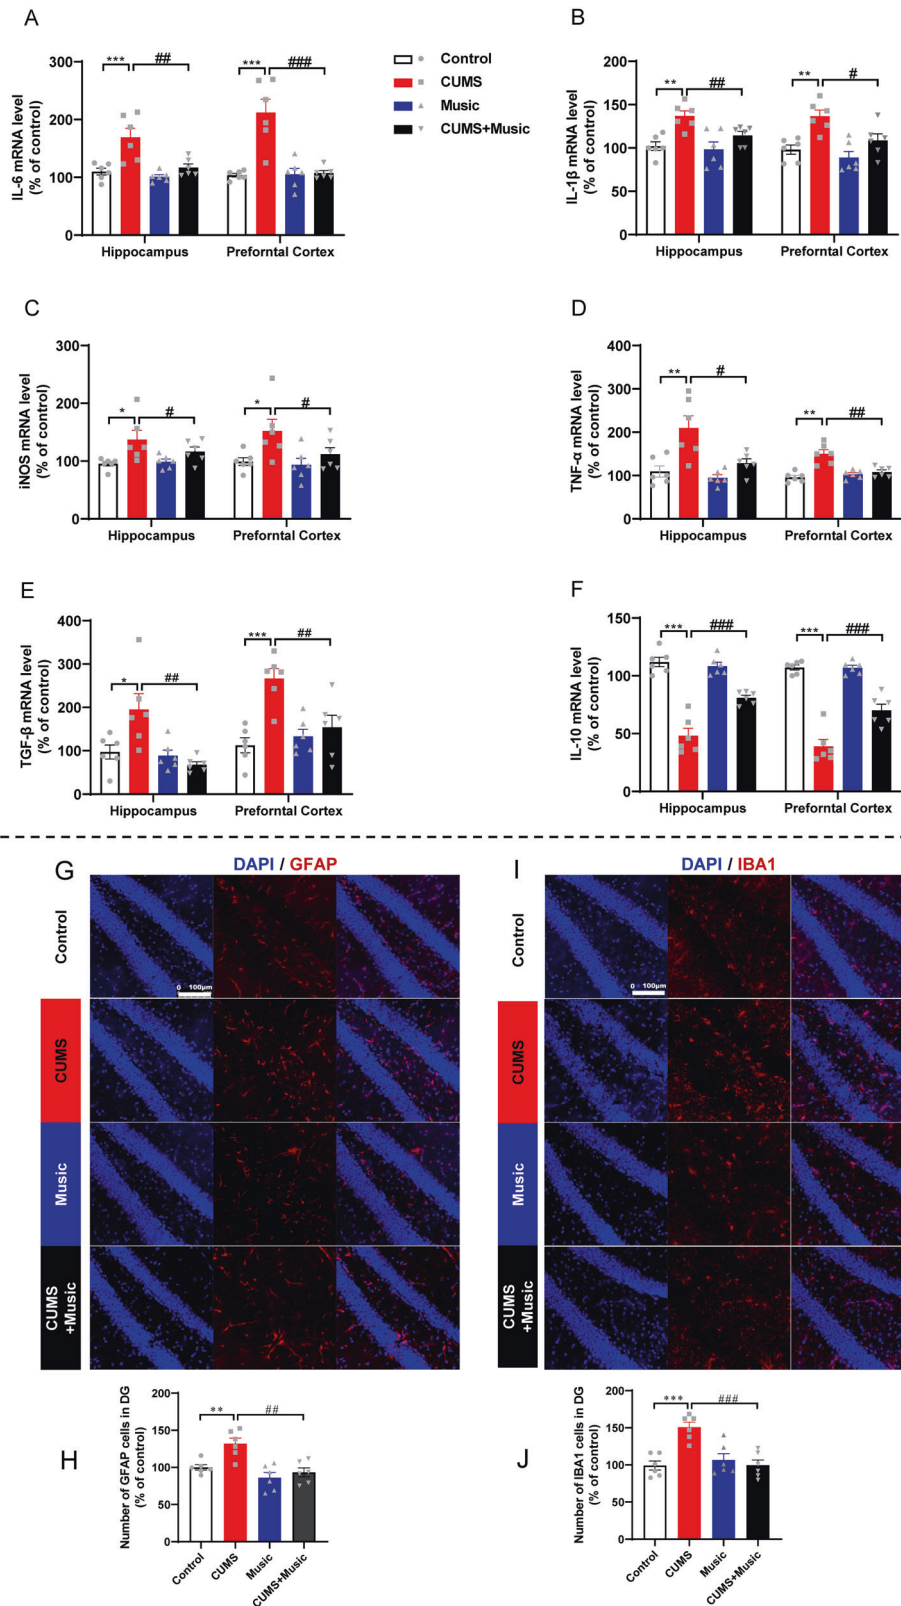 A
IL-6 mRNA level
(% of control)
300
200
100
0
***
##
***
###
Hippocampus
Preforntal Cortex
Control
CUMS
Music
CUMS+Music
B
IL-1β mRNA level
(% of control)
200
150
100
50
0
**
##
**
#
Hippocampus
Preforntal Cortex
C
iNOS mRNA level
(% of control)
300
200
100
0
*
#
*
#
Hippocampus
Preforntal Cortex
D
TNF-α mRNA level
(% of control)
400
300
200
100
0
**
#
**
##
Hippocampus
Preforntal Cortex
E
TGF-β mRNA level
(% of control)
400
300
200
100
0
*
##
***
##
Hippocampus
Preforntal Cortex
F
IL-10 mRNA level
(% of control)
150
100
50
0
***
###
***
###
Hippocampus
Preforntal Cortex
G
DAPI / GFAP
Control
0 100μm
CUMS
Music
CUMS
+Music
I
DAPI / IBA1
Control
0 100μm
CUMS
Music
CUMS
+Music
H
Number of GFAP cells in DG
(% of control)
200
150
100
50
0
**
##
Control
CUMS
Music
CUMS+Music
J
Number of IBA1 cells in DG
(% of control)
200
150
100
50
0
***
###
Control
CUMS
Music
CUMS+Music